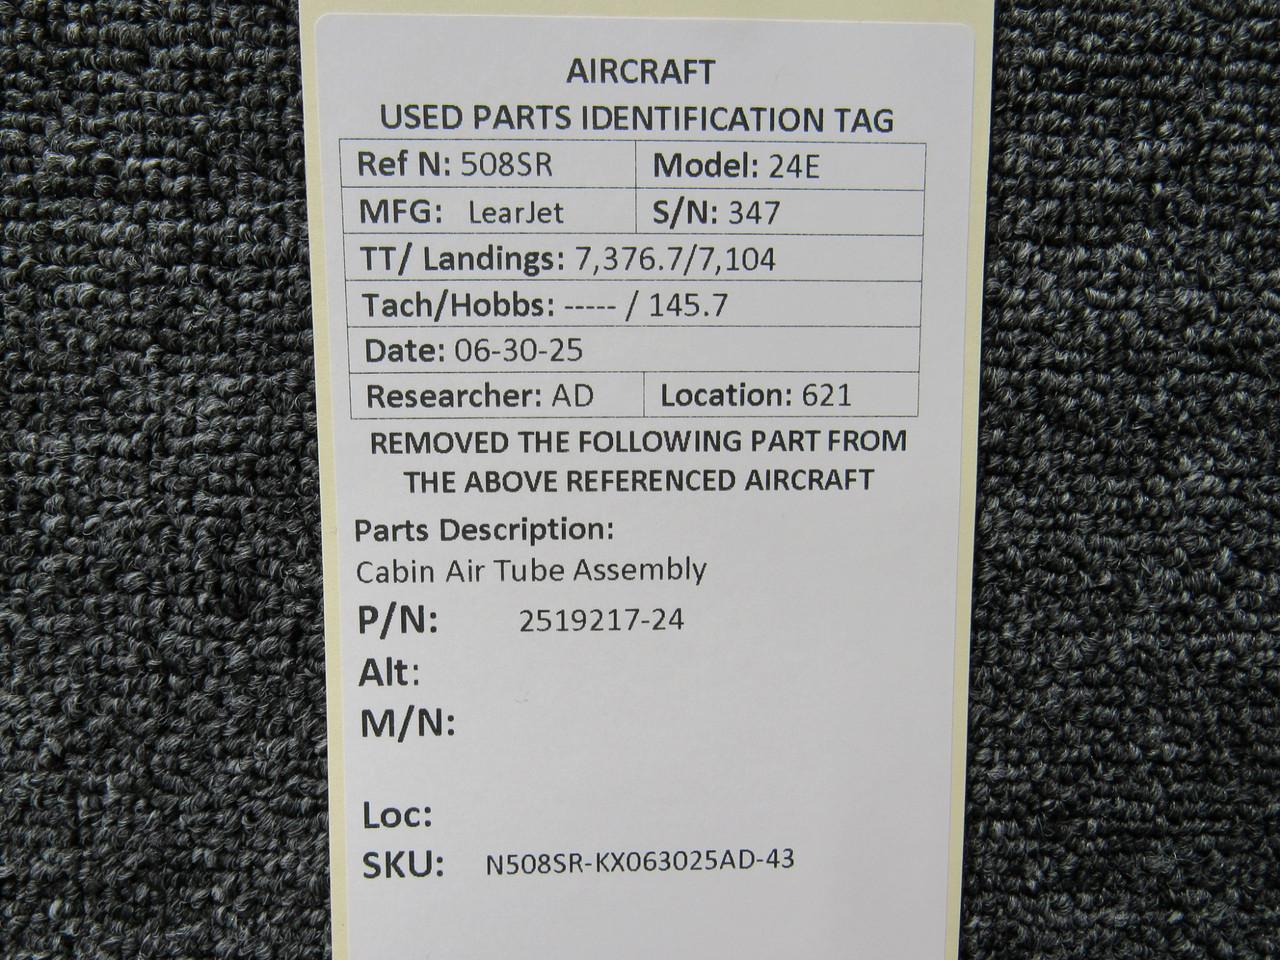 AIRCRAFT
USED PARTS IDENTIFICATION TAG
Ref N: 508SR Model: 24E
MFG: LearJet S/N: 347
TT/ Landings: 7,376.7/7,104
Tach/Hobbs: ----- / 145.7
Date: 06-30-25
Researcher: AD Location: 621
REMOVED THE FOLLOWING PART FROM
THE ABOVE REFERENCED AIRCRAFT
Parts Description:
Cabin Air Tube Assembly
P/N: 2519217-24
Alt:
M/N:
Loc:
SKU: N508SR-KX063025AD-43